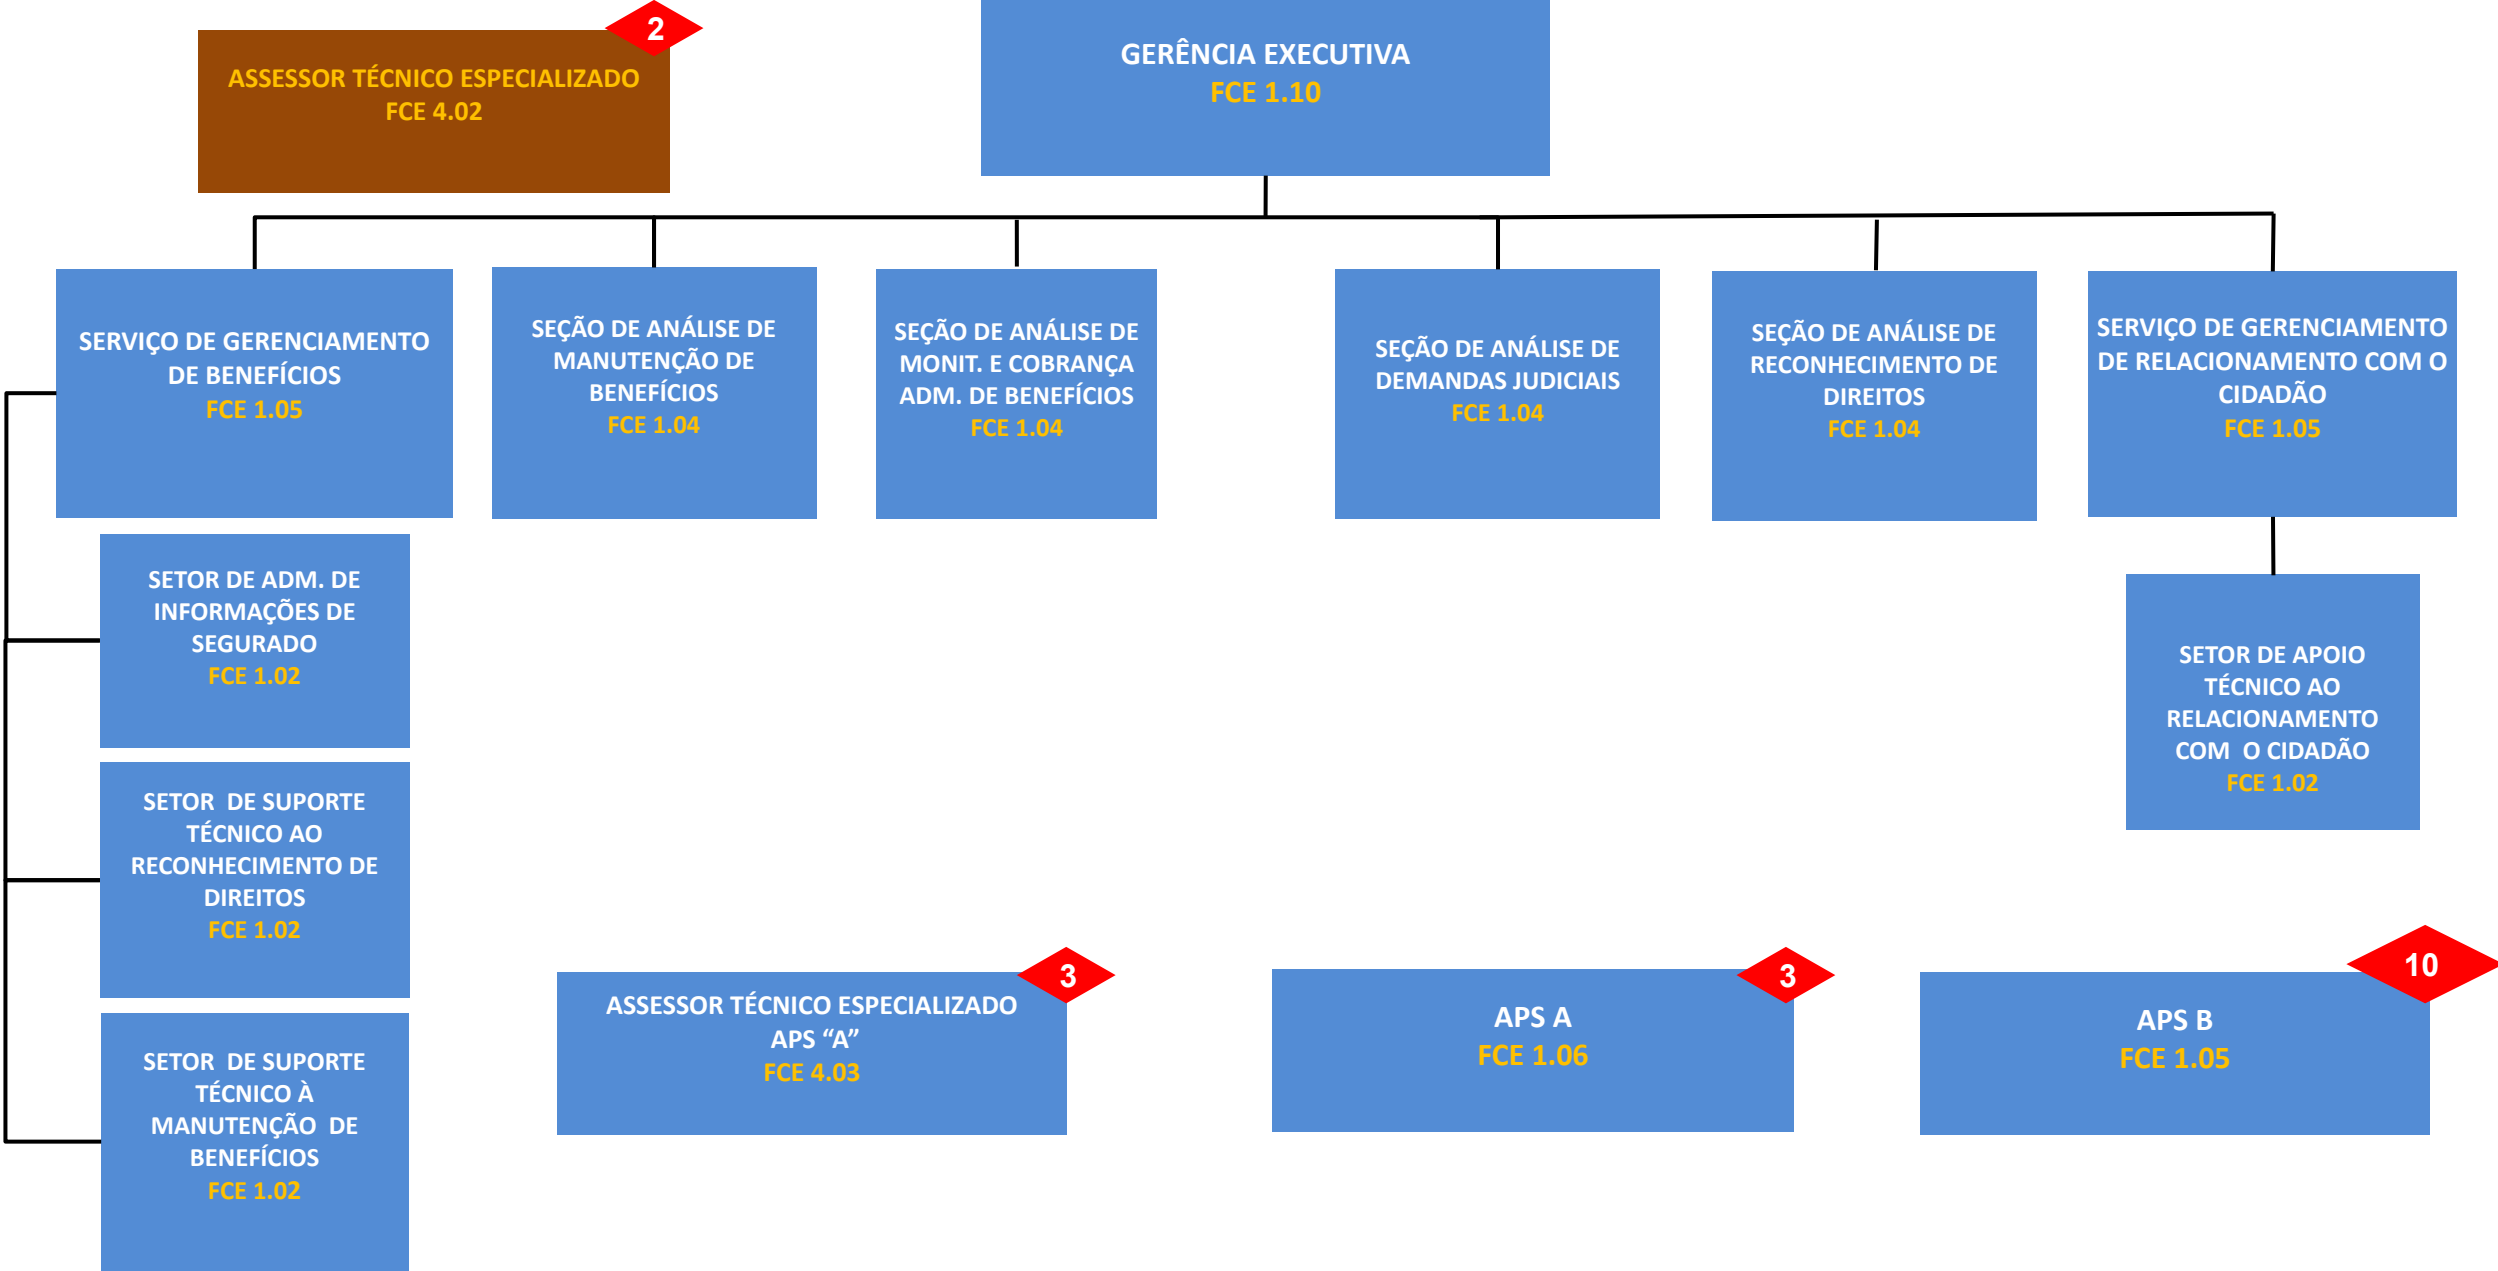 2
ASSESSOR TÉCNICO ESPECIALIZADO
FCE 4.02
GERÊNCIA EXECUTIVA
FCE 1.10
SERVIÇO DE GERENCIAMENTO
DE BENEFÍCIOS
FCE 1.05
SEÇÃO DE ANÁLISE DE
MANUTENÇÃO DE
BENEFÍCIOS
FCE 1.04
SEÇÃO DE ANÁLISE DE
MONIT. E COBRANÇA
ADM. DE BENEFÍCIOS
FCE 1.04
SEÇÃO DE ANÁLISE DE
DEMANDAS JUDICIAIS
FCE 1.04
SEÇÃO DE ANÁLISE DE
RECONHECIMENTO DE
DIREITOS
FCE 1.04
SERVIÇO DE GERENCIAMENTO
DE RELACIONAMENTO COM O
CIDADÃO
FCE 1.05
SETOR DE ADM. DE
INFORMAÇÕES DE
SEGURADO
FCE 1.02
SETOR DE APOIO
TÉCNICO AO
RELACIONAMENTO
COM  O CIDADÃO
FCE 1.02
SETOR  DE SUPORTE
TÉCNICO AO
RECONHECIMENTO DE
DIREITOS
FCE 1.02
SETOR  DE SUPORTE
TÉCNICO À
MANUTENÇÃO  DE
BENEFÍCIOS
FCE 1.02
3
ASSESSOR TÉCNICO ESPECIALIZADO
APS “A”
FCE 4.03
3
APS A
FCE 1.06
10
APS B
FCE 1.05